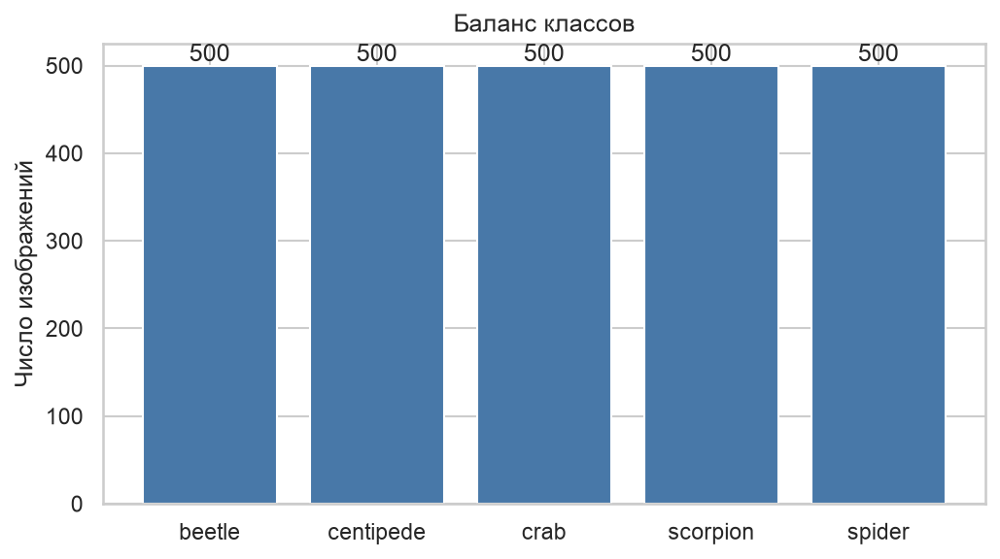 Баланс классов
500 500 500 500 500
Число изображений
500
400
300
200
100
0
beetle centipede crab scorpion spider